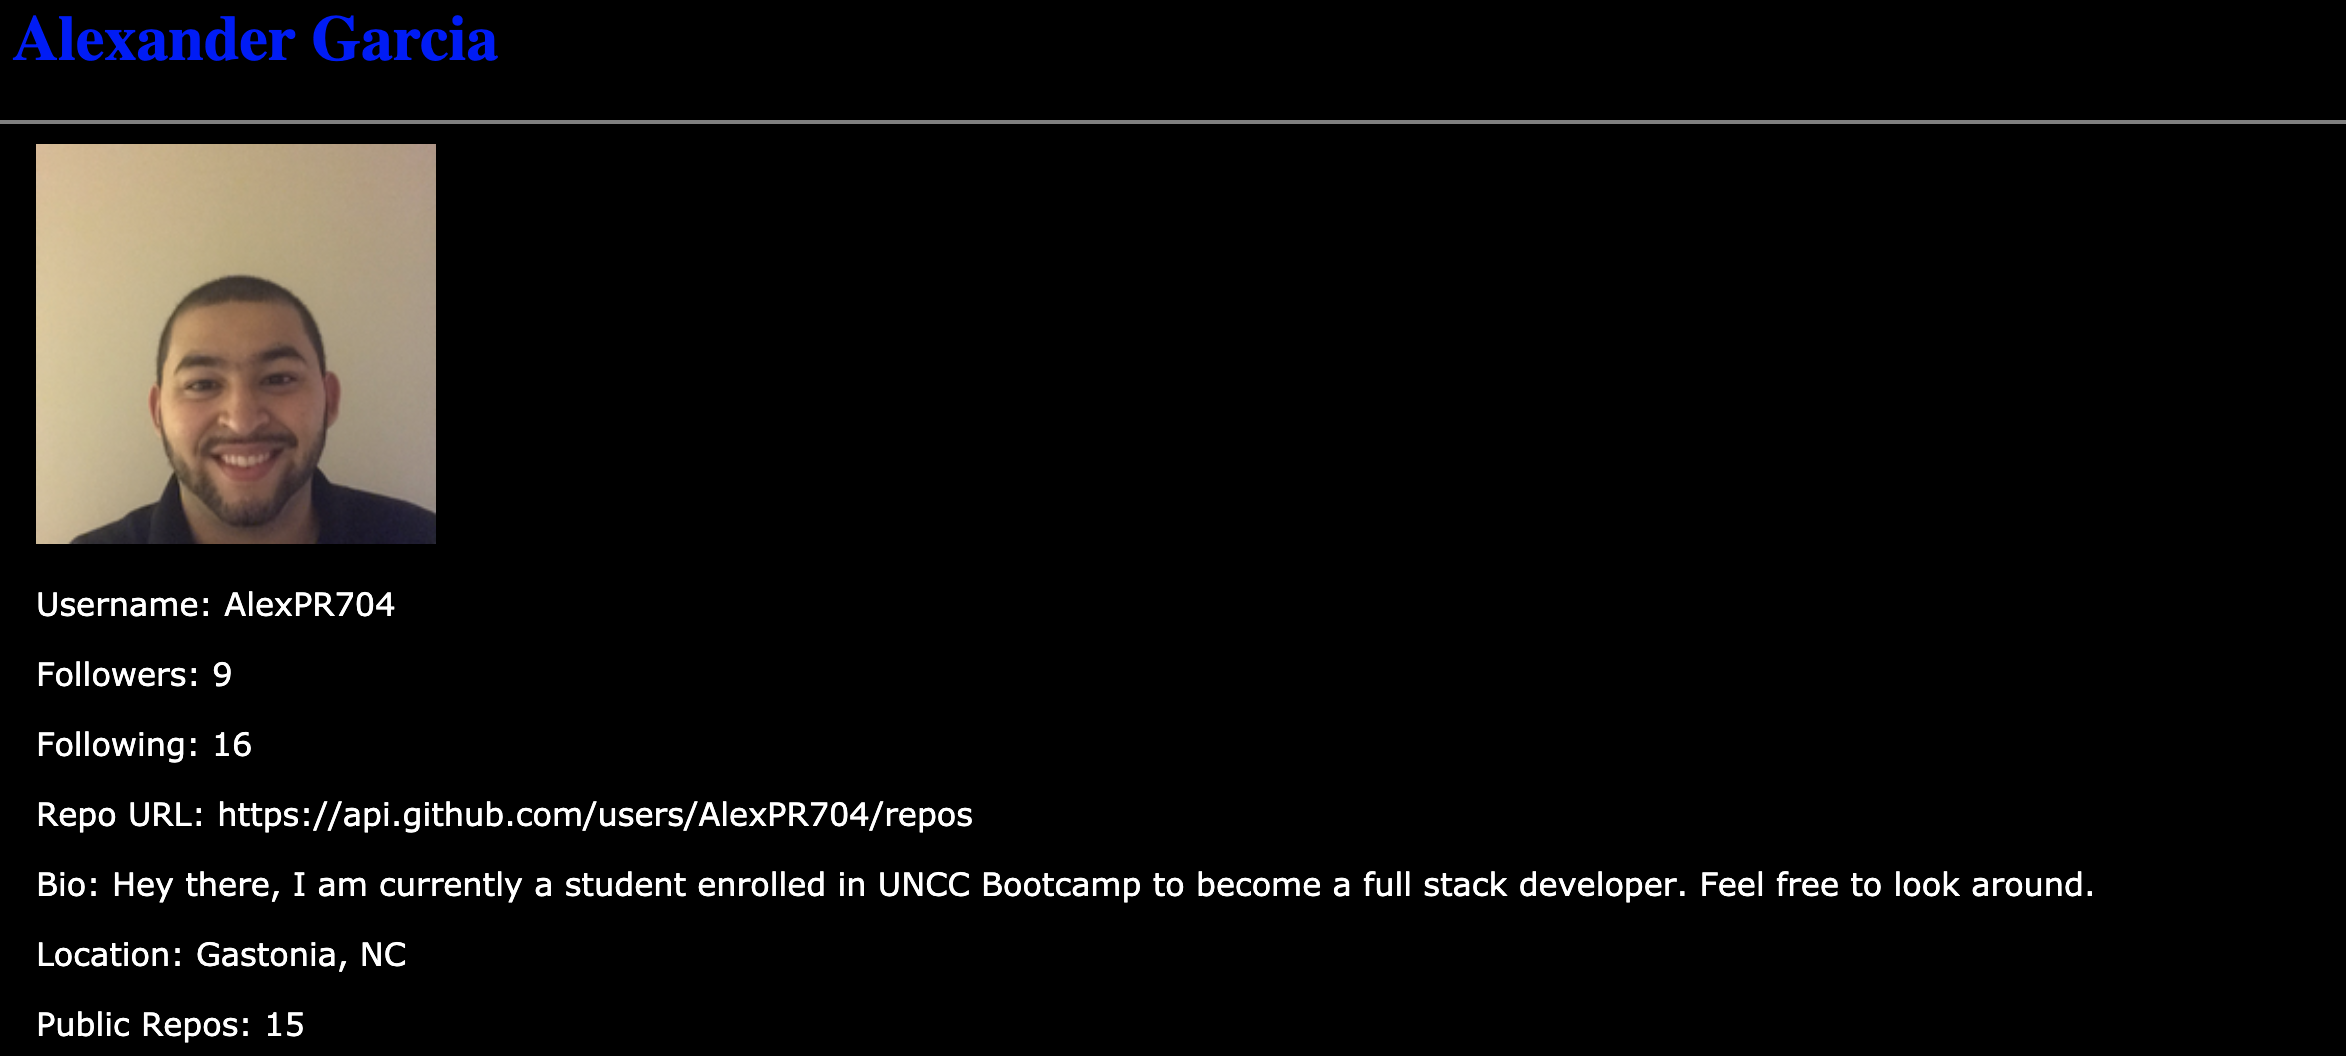 Alexander Garcia
Username: AlexPR704
Followers: 9
Following: 16
Repo URL: https://api.github.com/users/AlexPR704/repos
Bio: Hey there, I am currently a student enrolled in UNCC Bootcamp to become a full stack developer. Feel free to look around.
Location: Gastonia, NC
Public Repos: 15